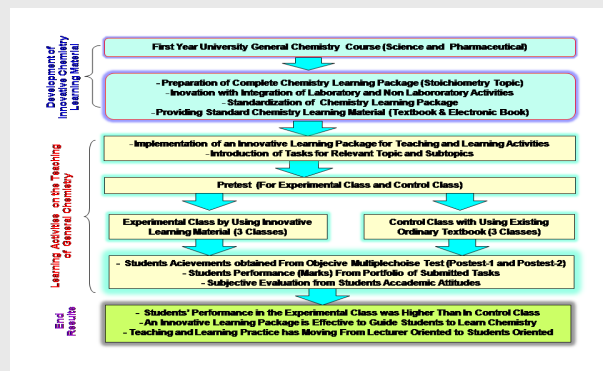 Development of
Innovative Chemistry
Learning Material
First Year University General Chemistry Course (Science and Pharmaceutical)
- Preparation of Complete Chemistry Learning Package (Stoichiometry Topic)
- Inovation with Integration of Laboratory and Non Labororatory Activities
- Standardization of Chemistry Learning Package
- Providing Standard Chemistry Learning Material (Textbook & Electronic Book)
Learning Activities on the Teaching
of General Chemistry
-Implementation of an Innovative Learning Package for Teaching and Learning Activities
- Introduction of Tasks for Relevant Topic and Subtopics
Pretest (For Experimental Class and Control Class)
Experimental Class by Using Innovative
Learning Material (3 Classes)
Control Class with Using Existing
Ordinary Textbook (3 Classes)
- Students Acievements obtained From Objecive Multiplechoise Test (Postest-1 and Postest-2)
- Students Performance (Marks) From Portfolio of Submitted Tasks
- Subjective Evaluation from Students Accademic Attitudes
End
Results
- Students' Performance in the Experimental Class was Higher Than in Control Class
- An Innovative Learning Package is Effective to Guide Students to Learn Chemistry
- Teaching and Learning Practice has Moving From Lecturer Oriented to Students Oriented